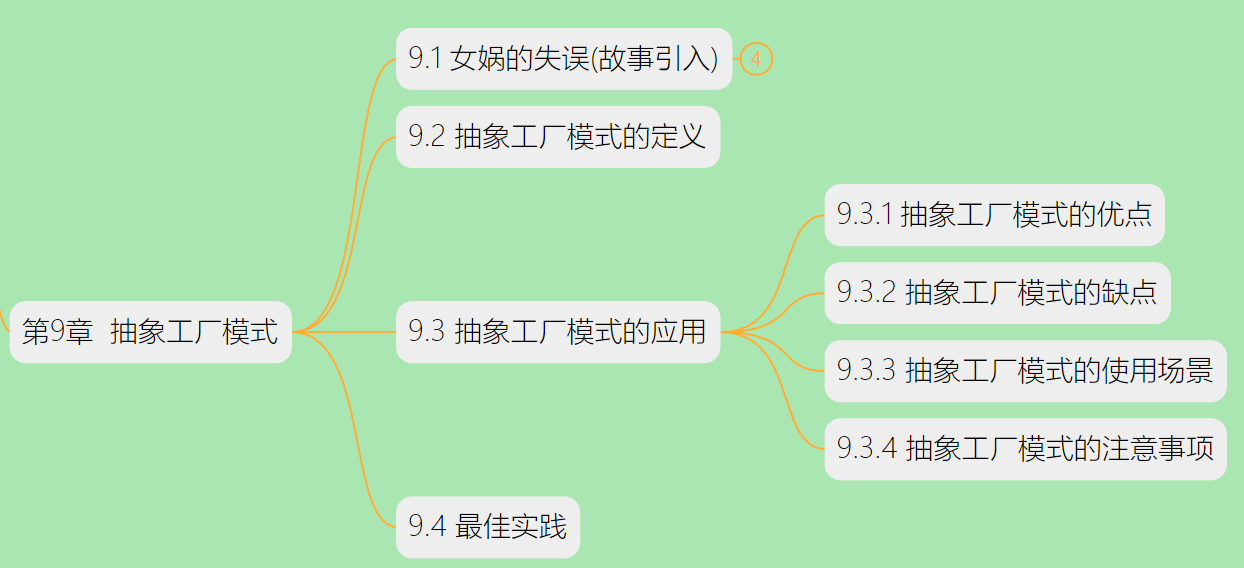 9.1 女娲的失误(故事引入)
4
9.2 抽象工厂模式的定义
9.3.1 抽象工厂模式的优点
9.3.2 抽象工厂模式的缺点
第9章 抽象工厂模式
9.3 抽象工厂模式的应用
9.3.3 抽象工厂模式的使用场景
9.3.4 抽象工厂模式的注意事项
9.4 最佳实践